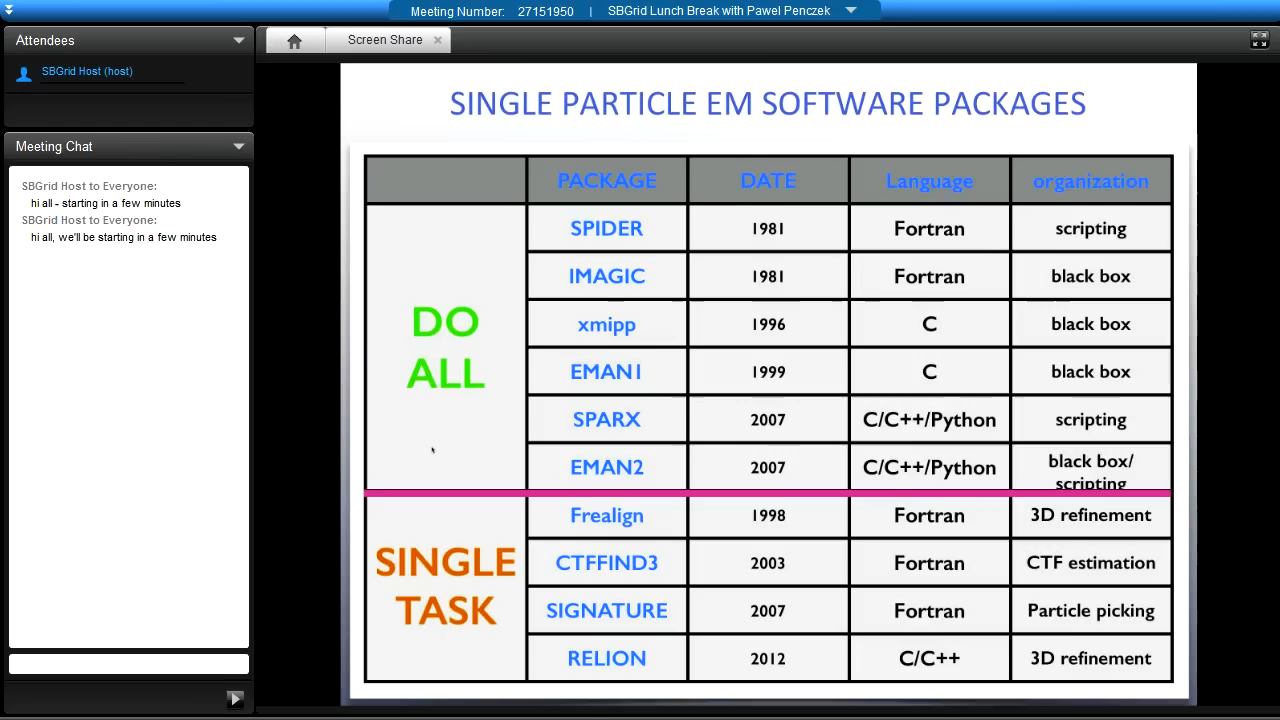 Meeting Number: 27151950 | SBGrid Lunch Break with Pawel Penczek
Attendees
SBGrid Host (host)
Meeting Chat
SBGrid Host to Everyone:
hi all - starting in a few minutes
SBGrid Host to Everyone:
hi all, we'll be starting in a few minutes
Screen Share
SINGLE PARTICLE EM SOFTWARE PACKAGES
PACKAGE DATE Language organization
DO
ALL
SPIDER 1981 Fortran scripting
IMAGIC 1981 Fortran black box
xmipp 1996 C black box
EMAN1 1999 C black box
SPARX 2007 C/C++/Python scripting
EMAN2 2007 C/C++/Python black box/
scripting
SINGLE
TASK
Frealign 1998 Fortran 3D refinement
CTFFIND3 2003 Fortran CTF estimation
SIGNATURE 2007 Fortran Particle picking
RELION 2012 C/C++ 3D refinement